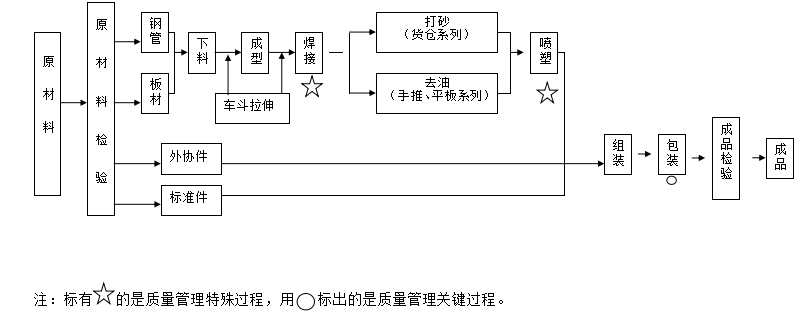 原材料
原材料检验
钢管
板材
下料
成型
焊接
车斗拉伸
打砂
（货仓系列）
去油
（手推、平板系列）
喷塑
外协件
标准件
组装
包装
成品检验
成品
注：标有☆的是质量管理特殊过程，用○标出的是质量管理关键过程。